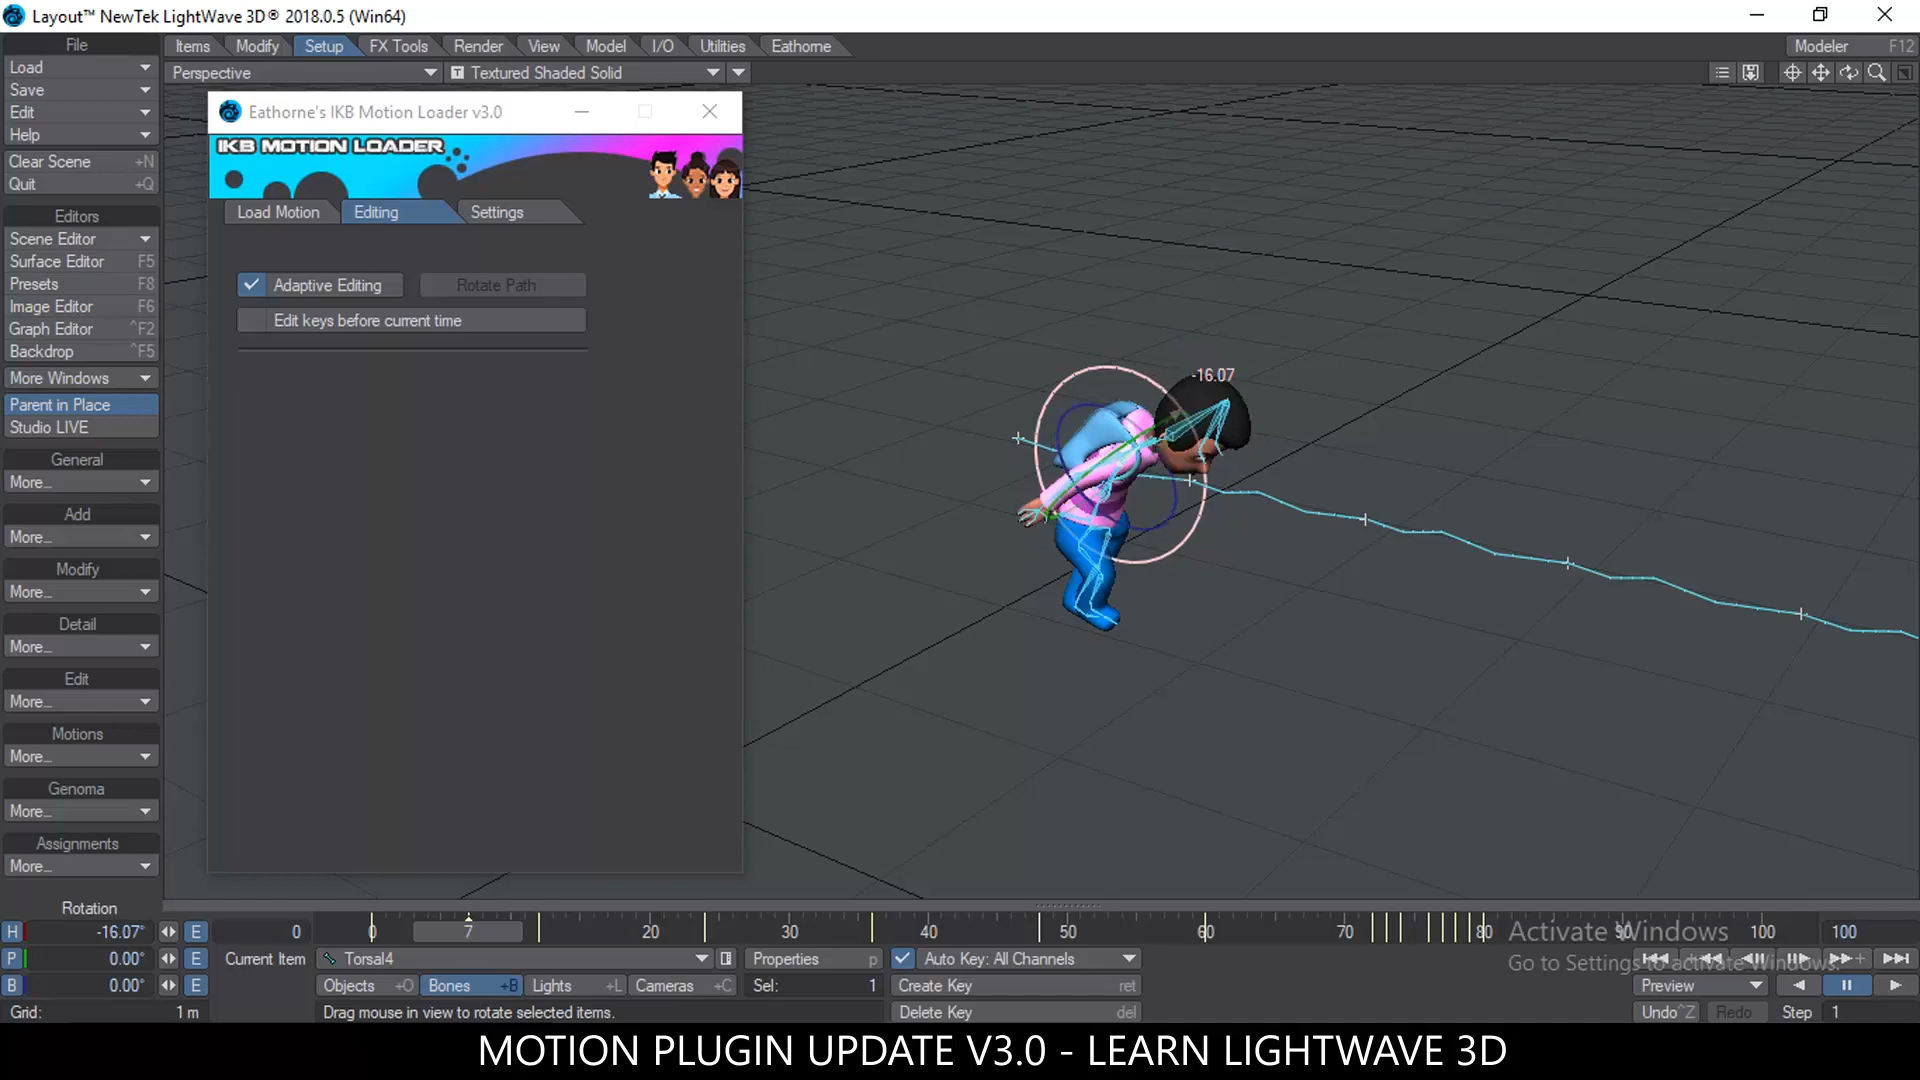 Layout™ NewTek LightWave 3D® 2018.0.5 (Win64)
File
Items Modify Setup FX Tools Render View Model I/O Utilities Eathorne
Modeler F12
Load
Perspective
T Textured Shaded Solid
Save
Edit
Help
Clear Scene +N
Quit +Q
Eathorne's IKB Motion Loader v3.0
IKB MOTION LOADER
Load Motion Editing Settings
Adaptive Editing
Rotate Path
Edit keys before current time
Editors
Scene Editor
Surface Editor F5
Presets F8
Image Editor F6
Graph Editor ^F2
Backdrop ^F5
More Windows
Parent in Place
Studio LIVE
General
More...
Add
More...
Modify
More...
Detail
More...
Edit
More...
Motions
More...
Genoma
More...
Assignments
More...
-16.07
Rotation
H -16.07° E 0 0 7 20 30 40 50 60 70 80 90 100 100
P 0.00° E Current Item Torsal4 Properties p Auto Key: All Channels
B 0.00° E Objects +O Bones +B Lights +L Cameras +C Sel: 1 Create Key ret Preview
Grid: 1 m Drag mouse in view to rotate selected items. Delete Key del Undo ^Z Redo Step 1
Activate Windows
Go to Settings to activate Windows.
MOTION PLUGIN UPDATE V3.0 - LEARN LIGHTWAVE 3D